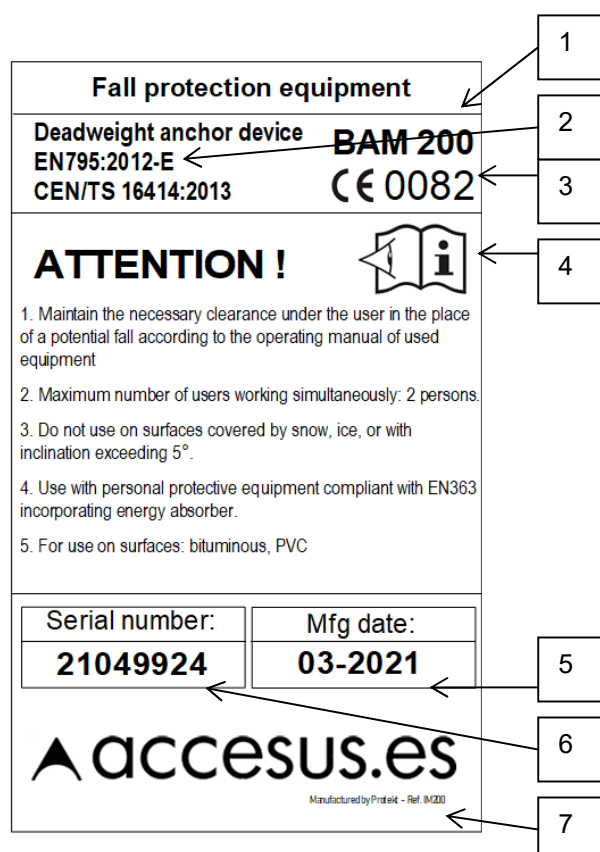 1
Fall protection equipment
Deadweight anchor device
BAM 200
2
EN795:2012-E
CEN/TS 16414:2013
CE 0082
3
ATTENTION !
i
4
1. Maintain the necessary clearance under the user in the place
of a potential fall according to the operating manual of used
equipment
2. Maximum number of users working simultaneously: 2 persons.
3. Do not use on surfaces covered by snow, ice, or with
inclination exceeding 5°.
4. Use with personal protective equipment compliant with EN363
incorporating energy absorber.
5. For use on surfaces: bituminous, PVC
Serial number:
Mfg date:
21049924
03-2021
5
6
accesus.es
Manufactured by Protekt - Ref. IM200
7